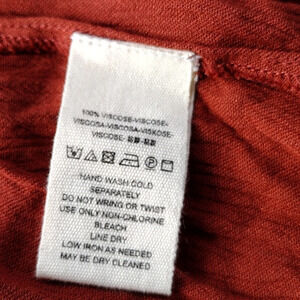 100% VISCOSE-VISCOSE-
VISCOSA-VISCOSA-VISKOSE-
VISCOSE-
HAND WASH COLD
SEPARATELY
DO NOT WRING OR TWIST
USE ONLY NON-CHLORINE
BLEACH
LINE DRY
LOW IRON AS NEEDED
MAY BE DRY CLEANED